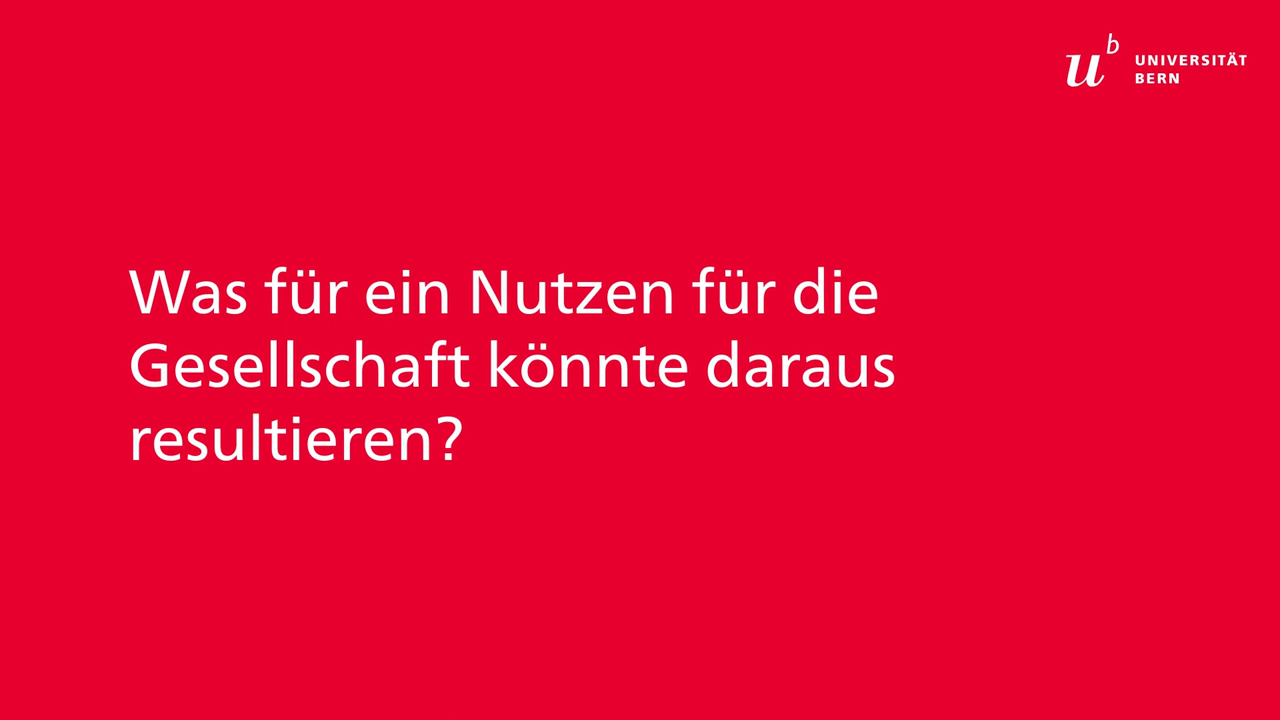 u
b
UNIVERSITÄT
BERN
Was für ein Nutzen für die
Gesellschaft könnte daraus
resultieren?